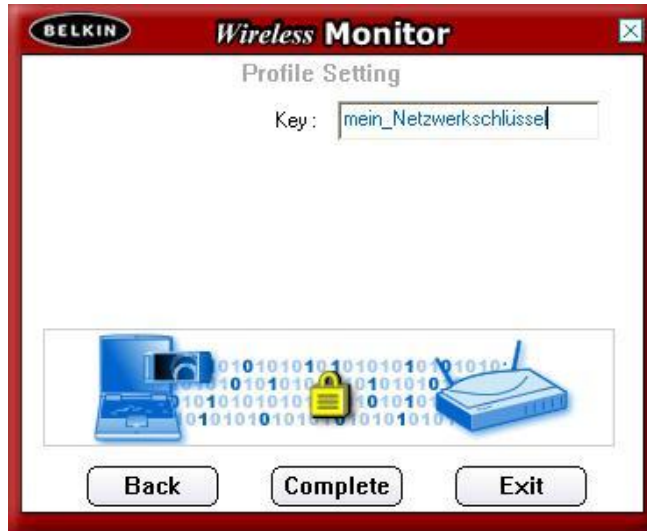 BELKIN Wireless Monitor
Profile Setting
Key: mein_Netzwerkschlüssel
Back Complete Exit